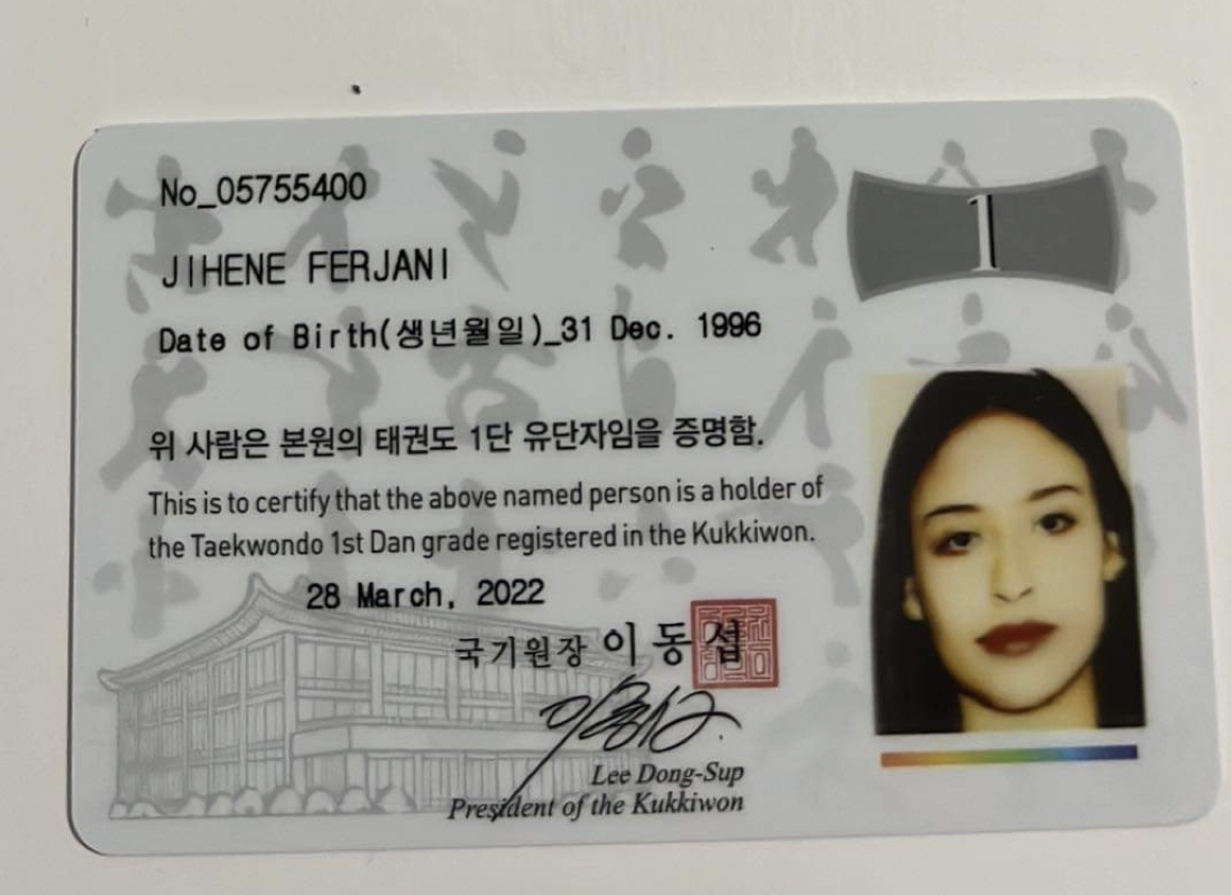 No_05755400
1
JIHENE FERJANI
Date of Birth(생년월일)_31 Dec. 1996
위 사람은 본원의 태권도 1단 유단자임을 증명함.
This is to certify that the above named person is a holder of
the Taekwondo 1st Dan grade registered in the Kukkiwon.
28 March, 2022
국기원장 이동섭
Lee Dong-Sup
President of the Kukkiwon